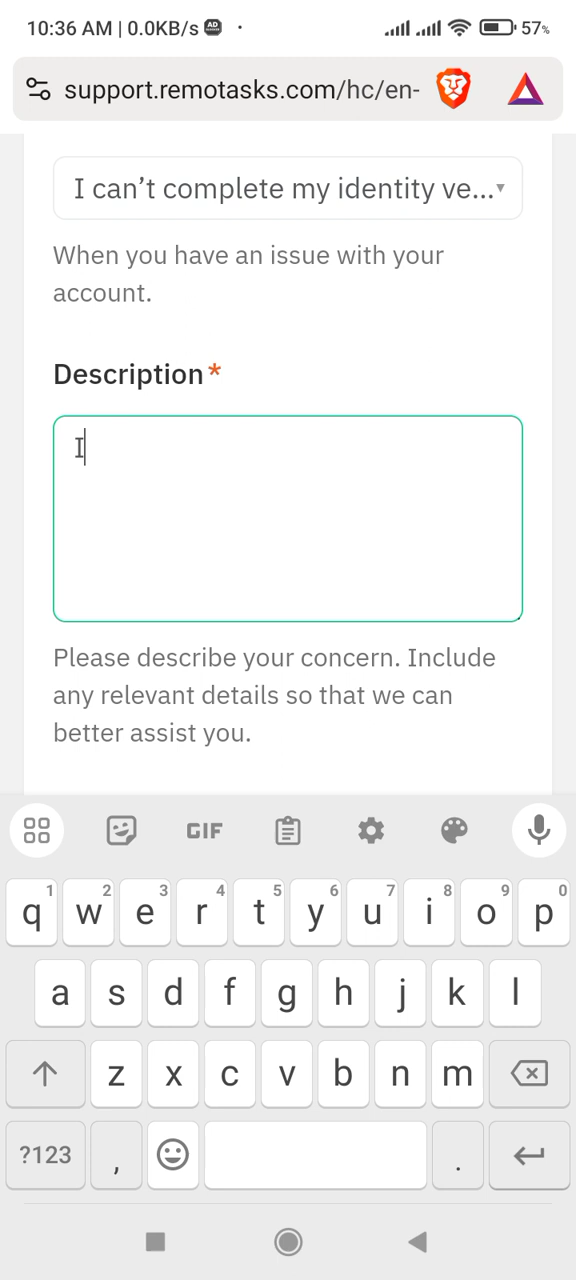 10:36 AM | 0.0KB/s AD ·
57%
support.remotasks.com/hc/en-
I can’t complete my identity ve...
When you have an issue with your
account.
Description*
I
Please describe your concern. Include
any relevant details so that we can
better assist you.
GIF
1 2 3 4 5 6 7 8 9 0
q w e r t y u i o p
a s d f g h j k l
z x c v b n m
?123 , .